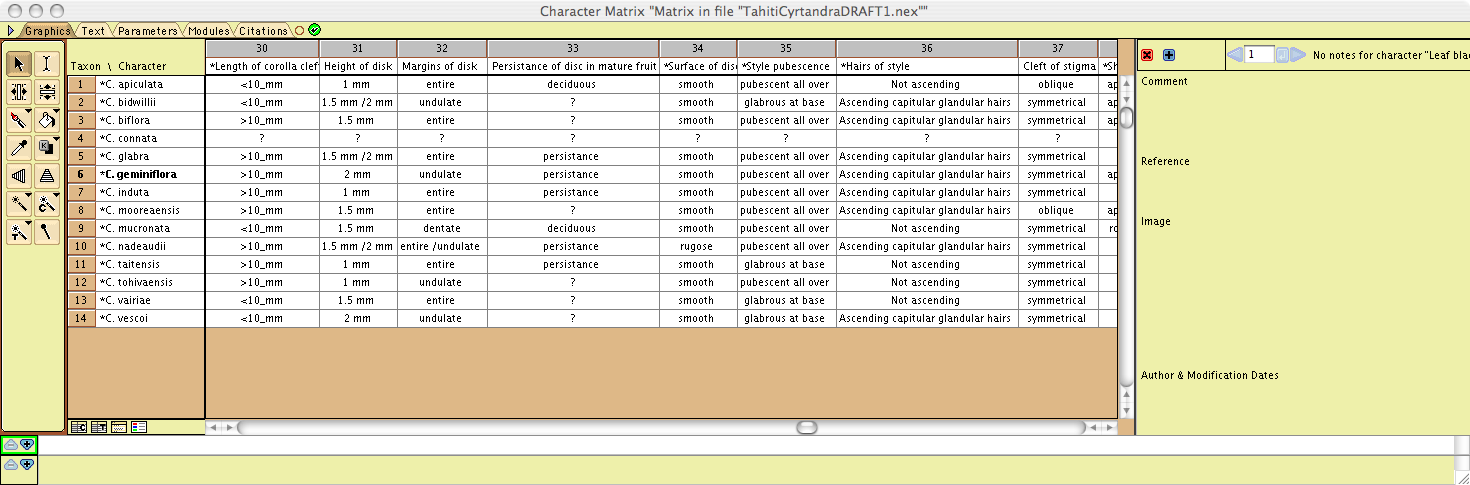 Character Matrix "Matrix in file "TahitiCyrtandraDRAFT1.nex""
Graphics Text Parameters Modules Citations
30 31 32 33 34 35 36 37
1 No notes for character "Leaf blac
Taxon \ Character *Length of corolla cleft Height of disk Margins of disk Persistance of disc in mature fruit *Surface of disc *Style pubescence *Hairs of style Cleft of stigma *Sh
Comment
1 *C. apiculata <10_mm 1 mm entire deciduous smooth pubescent all over Not ascending oblique ap
2 *C. bidwillii <10_mm 1.5 mm /2 mm undulate ? smooth glabrous at base Ascending capitular glandular hairs symmetrical ap
3 *C. biflora >10_mm 1.5 mm entire ? smooth pubescent all over Ascending capitular glandular hairs symmetrical ap
4 *C. connata ? ? ? ? ? ? ? ?
5 *C. glabra >10_mm 1.5 mm /2 mm entire persistance smooth pubescent all over Ascending capitular glandular hairs symmetrical
Reference
6 *C. geminiflora >10_mm 2 mm undulate persistance smooth pubescent all over Ascending capitular glandular hairs symmetrical ap
7 *C. induta >10_mm 1 mm entire persistance smooth pubescent all over Ascending capitular glandular hairs symmetrical
8 *C. mooreaensis >10_mm 1.5 mm entire ? smooth pubescent all over Ascending capitular glandular hairs oblique ap
Image
9 *C. mucronata <10_mm 1.5 mm dentate deciduous smooth pubescent all over Not ascending symmetrical ro
10 *C. nadeaudii >10_mm 1.5 mm /2 mm entire /undulate persistance rugose pubescent all over Ascending capitular glandular hairs symmetrical
11 *C. taitensis >10_mm 1 mm entire persistance smooth glabrous at base Not ascending symmetrical
12 *C. tohivaensis >10_mm 1 mm undulate ? smooth pubescent all over Not ascending symmetrical
13 *C. vairiae <10_mm 1.5 mm entire ? smooth glabrous at base Not ascending symmetrical
14 *C. vescoi <10_mm 2 mm undulate ? smooth glabrous at base Ascending capitular glandular hairs symmetrical
Author & Modification Dates